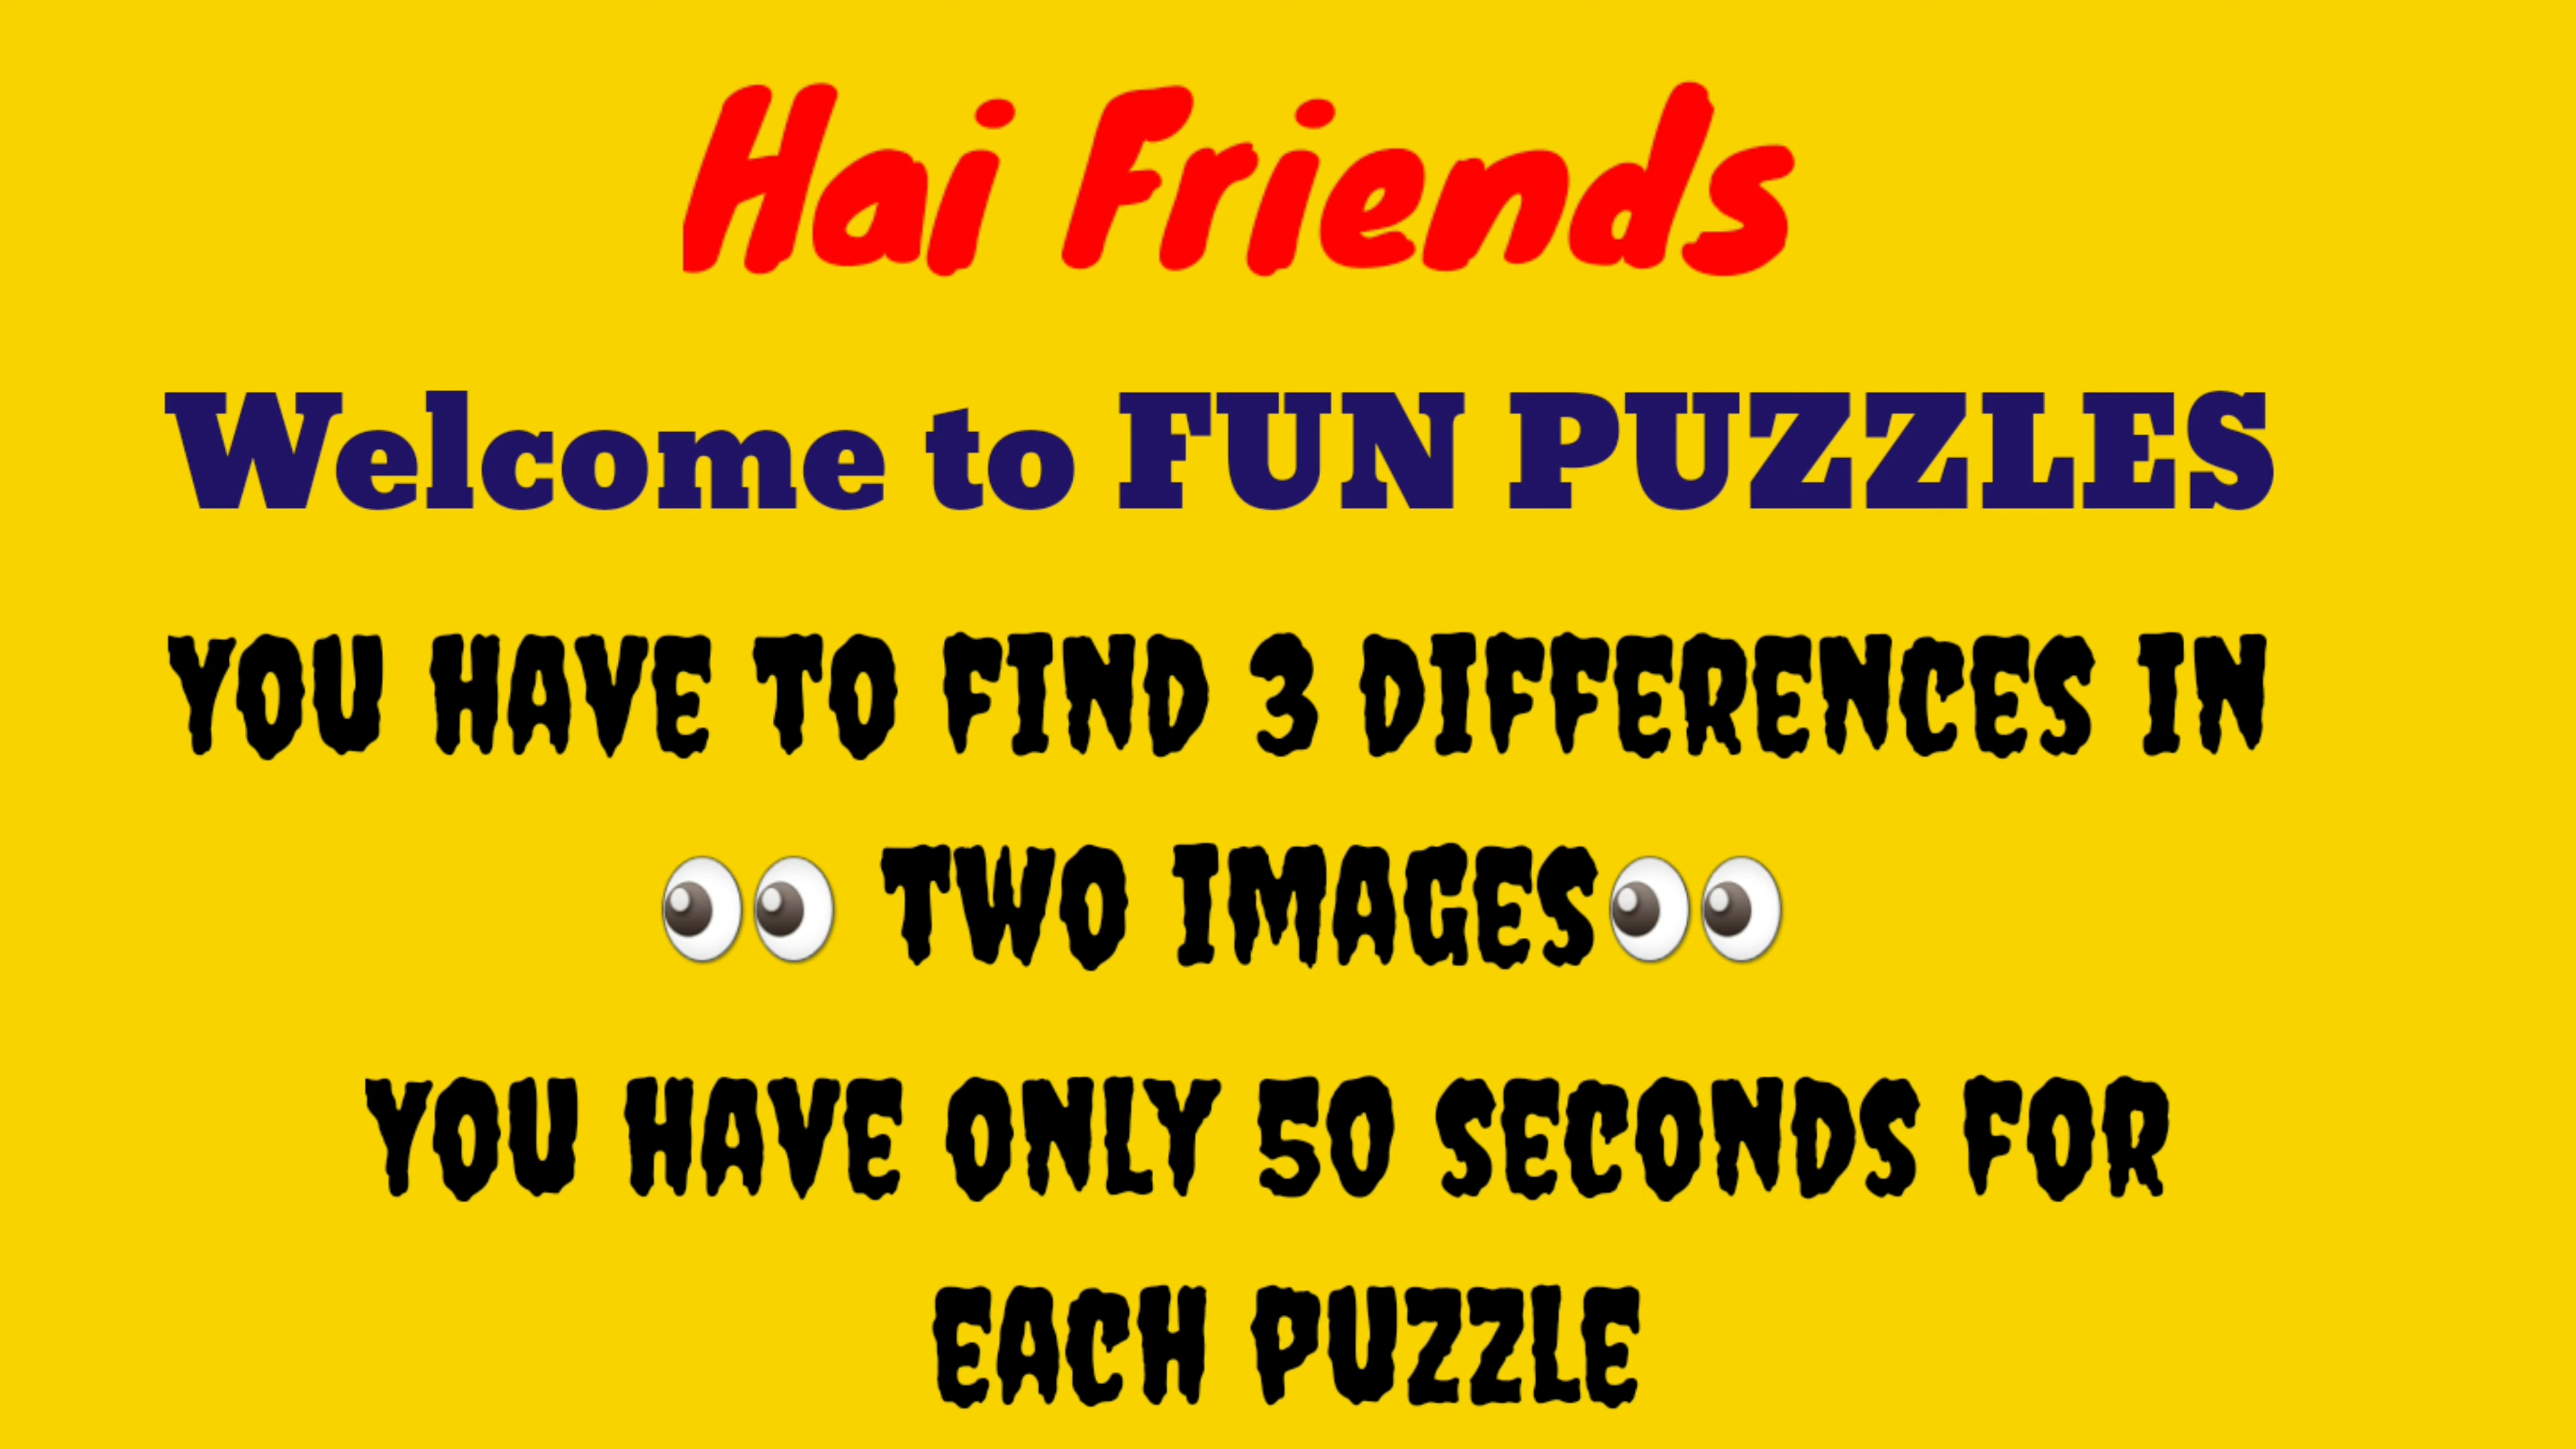 Hai Friends
Welcome to FUN PUZZLES
YOU HAVE TO FIND 3 DIFFERENCES IN
👀 TWO IMAGES👀
YOU HAVE ONLY 50 SECONDS FOR
EACH PUZZLE